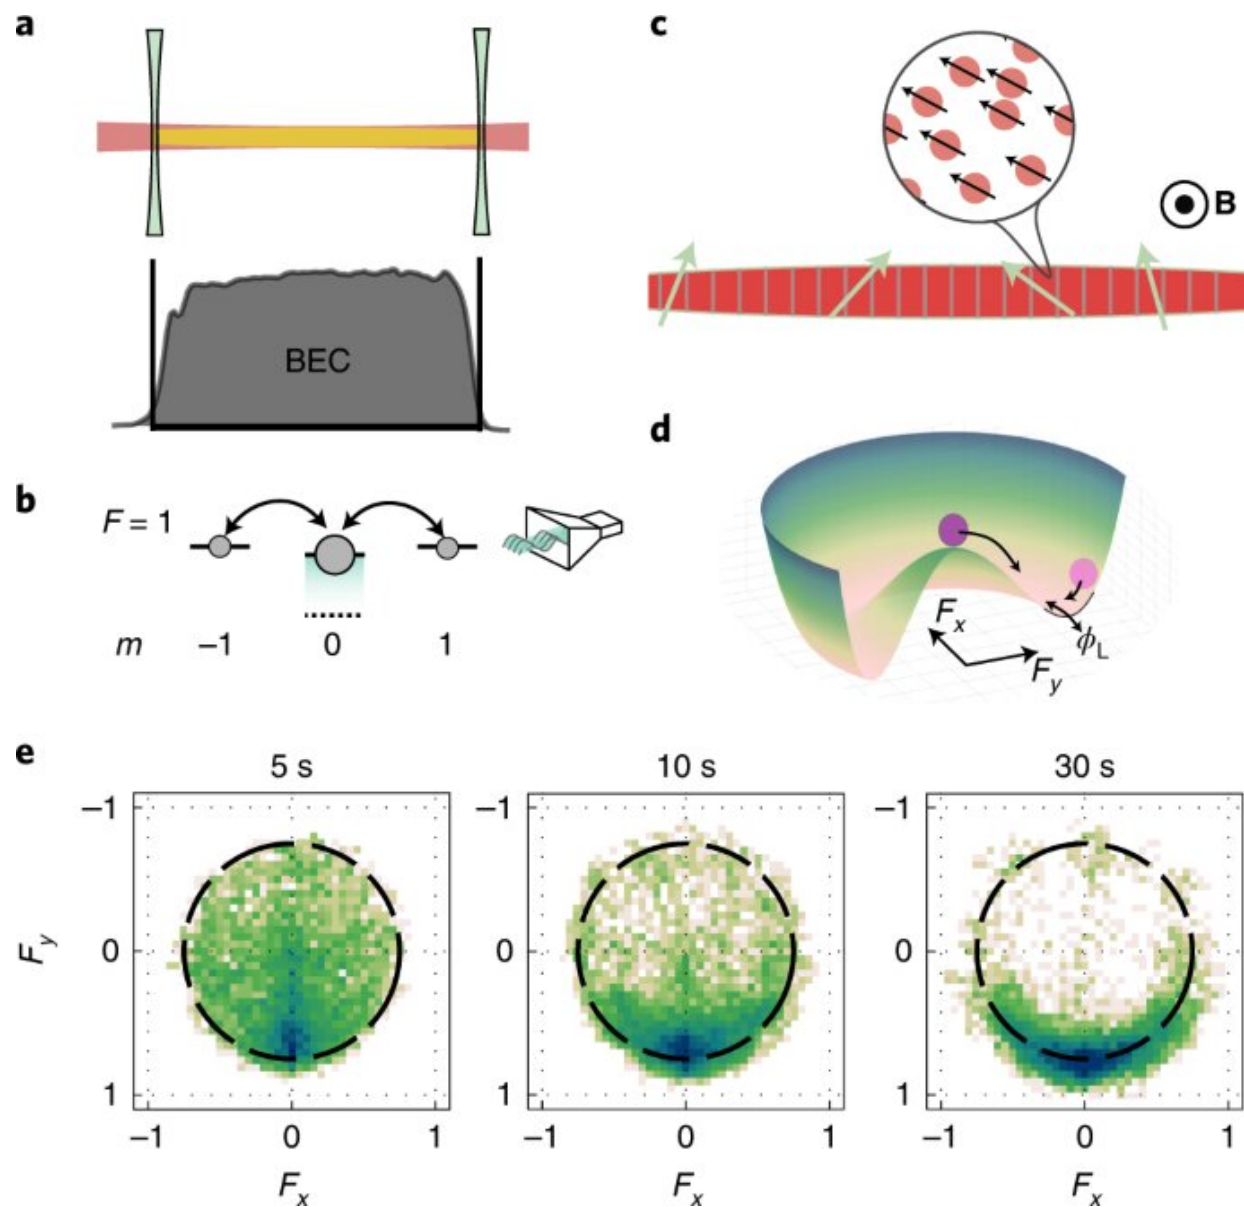 a
BEC
b
F = 1
m −1 0 1
c
B
d
F_x
F_y
ϕ_L
e
5 s 10 s 30 s
−1 −1 −1
F_y
0 0 0
1 1 1
−1 0 1 −1 0 1 −1 0 1
F_x F_x F_x